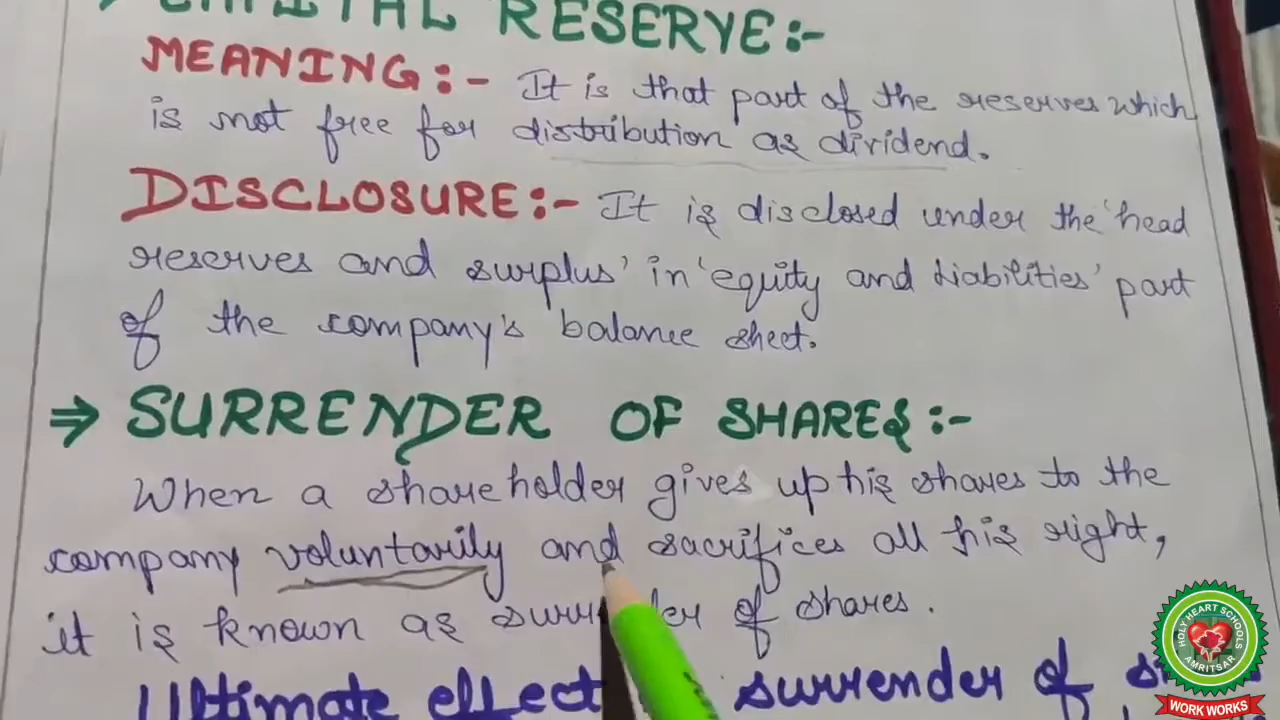 CAPITAL RESERVE:-
MEANING:- It is that part of the reserves which
is not free for distribution as dividend.
DISCLOSURE:- It is disclosed under the 'head
reserves and surplus' in 'equity and liabilities' part
of the company's balance sheet.
⇒ SURRENDER OF SHARES:-
When a shareholder gives up his shares to the
company voluntarily and sacrifices all his right,
it is known as surrender of shares.
Ultimate effect surrender of
HOLY HEART SCHOOLS
AMRITSAR
WORK WORKS